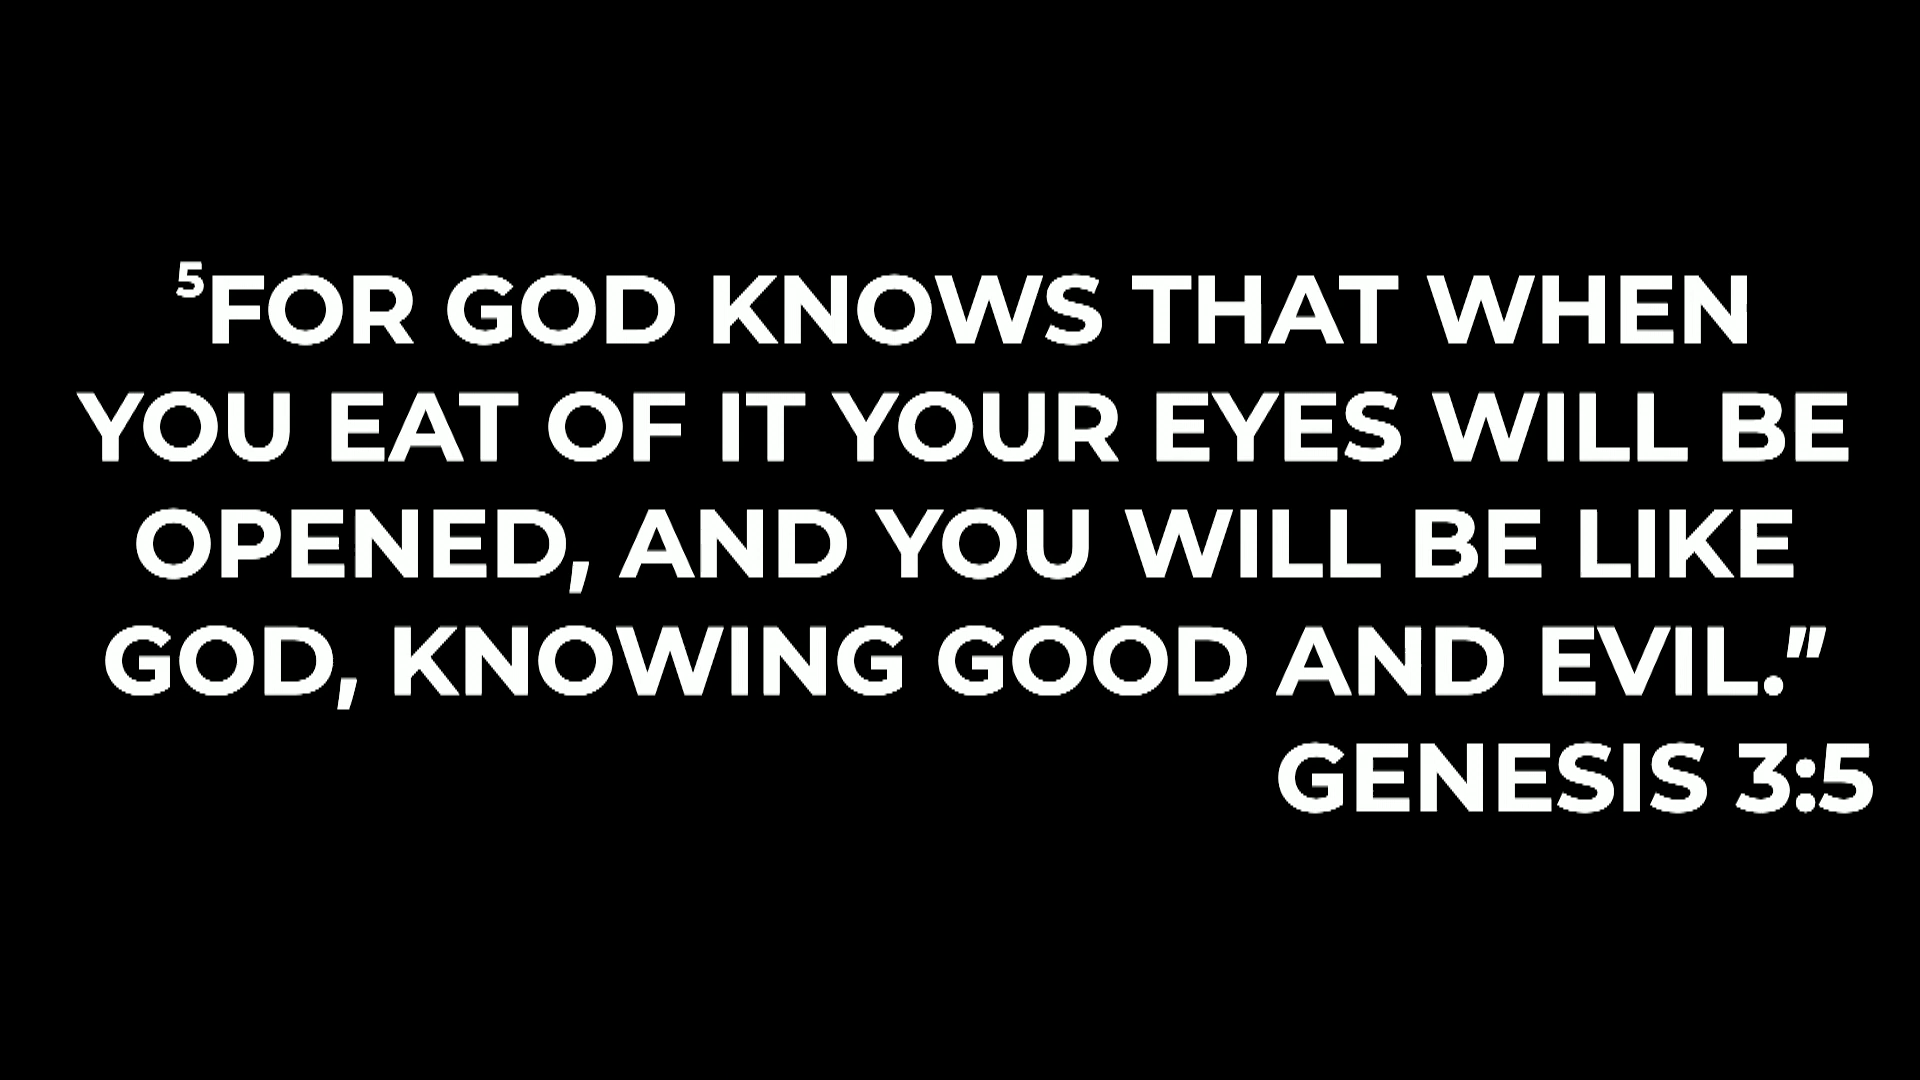 ⁵FOR GOD KNOWS THAT WHEN
YOU EAT OF IT YOUR EYES WILL BE
OPENED, AND YOU WILL BE LIKE
GOD, KNOWING GOOD AND EVIL.”
GENESIS 3:5